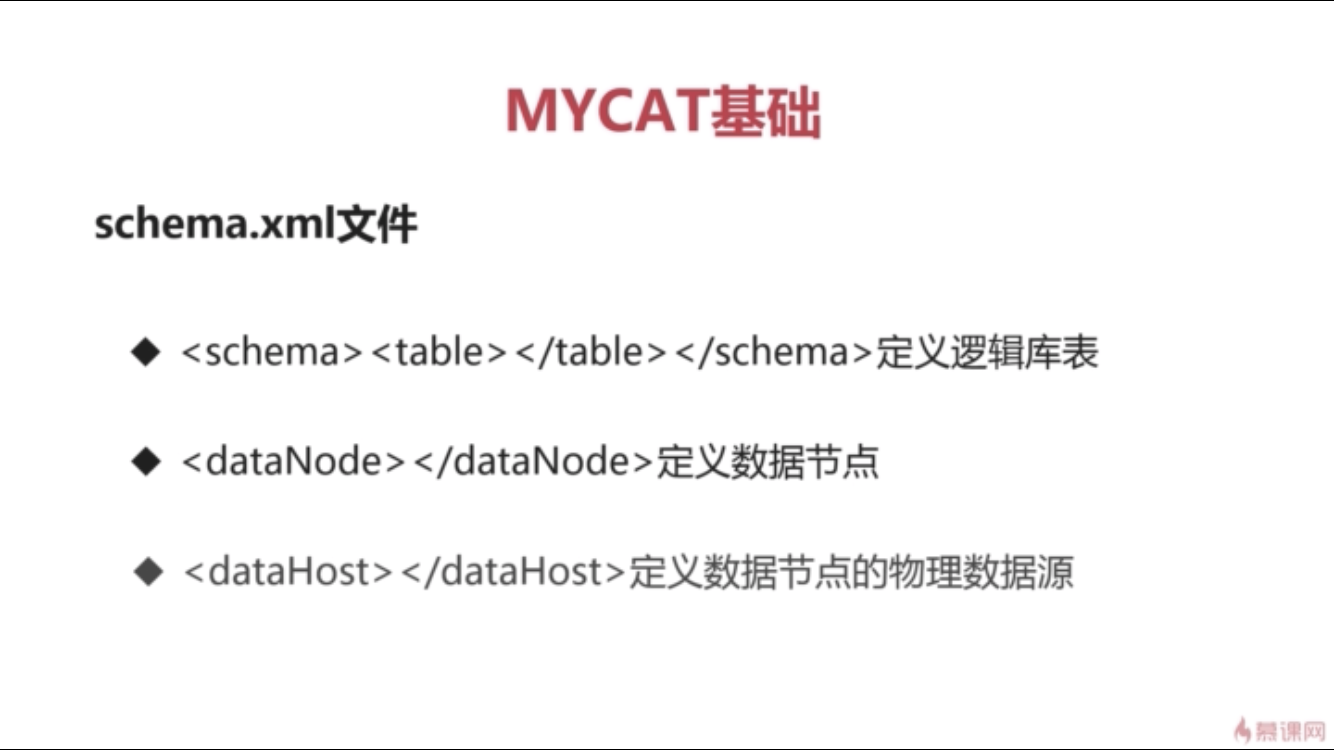 MYCAT基础
schema.xml文件
◆ <schema><table></table></schema>定义逻辑库表
◆ <dataNode></dataNode>定义数据节点
◆ <dataHost></dataHost>定义数据节点的物理数据源
慕课网